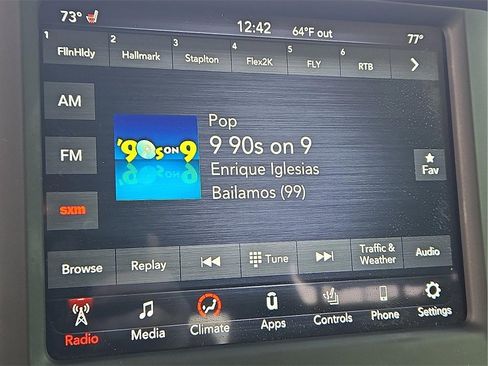 73° 12:42 64°F out 77°
1 FllnHldy 2 Hallmark 3 Staplton 4 Flex2K 5 FLY 6 RTB
AM
FM
sxm
'90s ON 9
Pop
9 90s on 9
Enrique Iglesias
Bailamos (99)
Fav
Browse Replay Tune Traffic & Weather Audio
Radio Media Climate Apps Controls Phone Settings